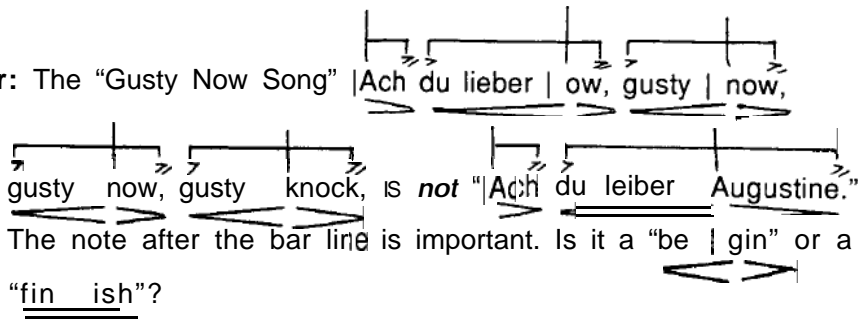 r: The “Gusty Now Song” |Ach du lieber | ow, gusty | now,
gusty now, gusty knock, is not “|Ach du leiber Augustine.”
The note after the bar line is important. Is it a “be | gin” or a
“fin ish”?